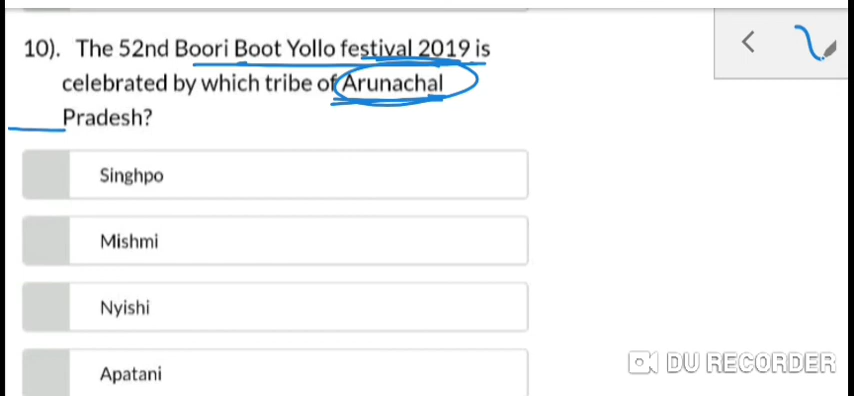 10). The 52nd Boori Boot Yollo festival 2019 is
celebrated by which tribe of Arunachal
Pradesh?
Singhpo
Mishmi
Nyishi
Apatani
DU RECORDER